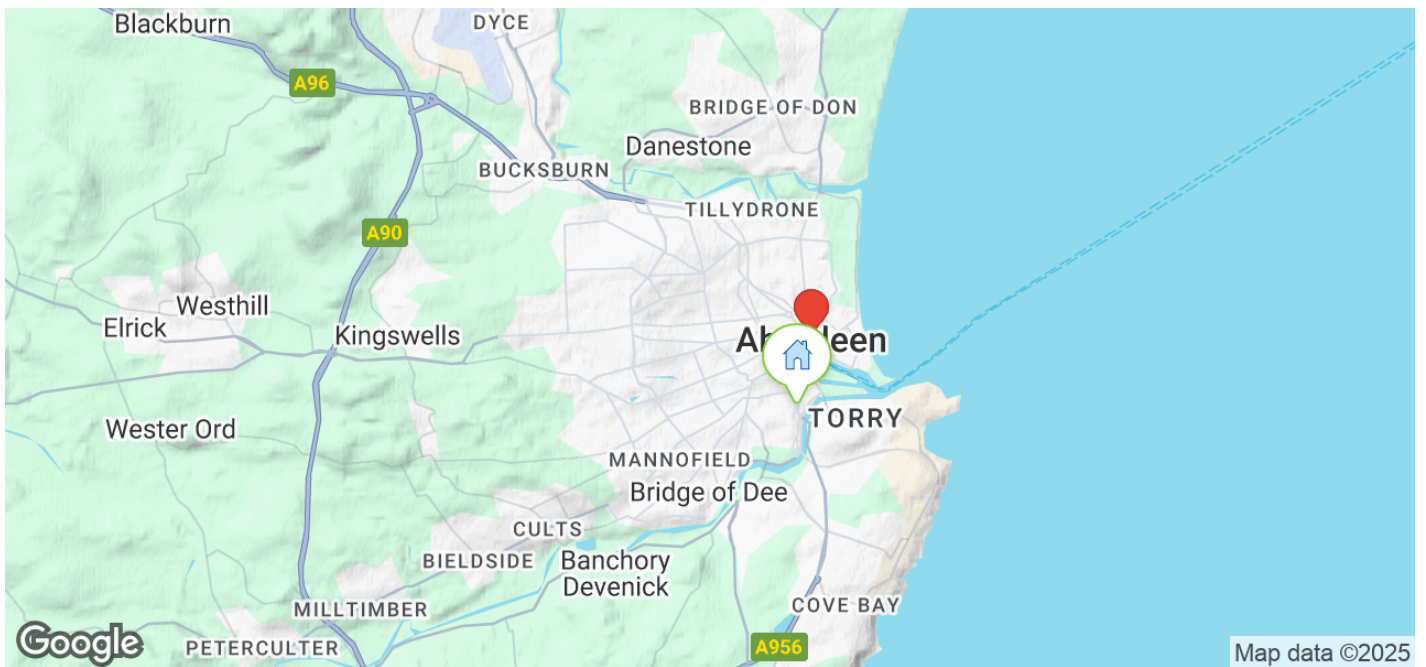 Blackburn
DYCE
A96
BRIDGE OF DON
Danestone
BUCKSBURN
TILLYDRONE
A90
Westhill
Elrick
Kingswells
Aberdeen
TORRY
Wester Ord
MANNOFIELD
Bridge of Dee
CULTS
BIELDSIDE
Banchory
Devenick
MILLTIMBER
COVE BAY
PETERCULTER
A956
Google
Map data ©2025